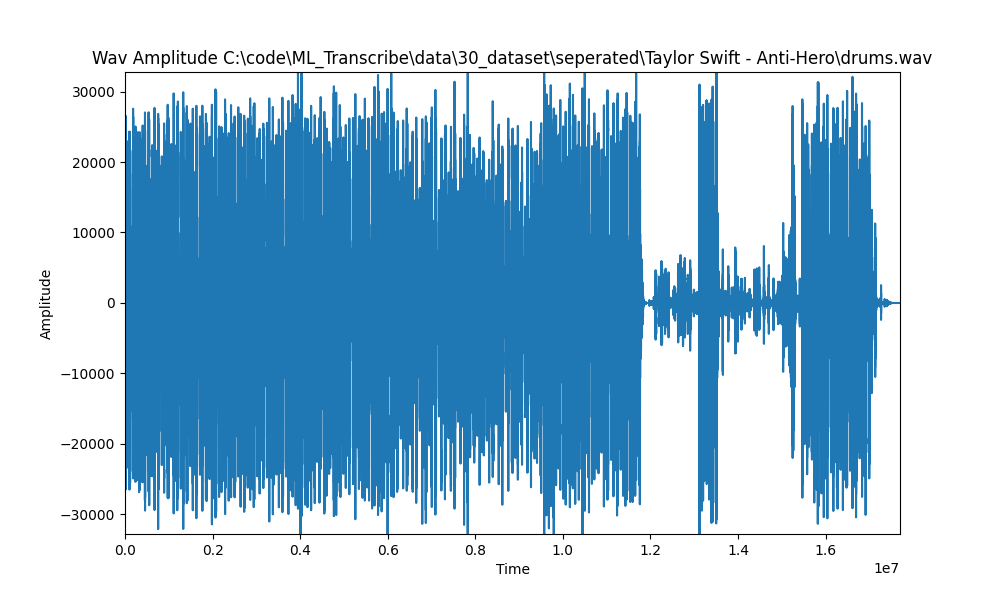 Wav Amplitude C:\code\ML_Transcribe\data\30_dataset\seperated\Taylor Swift - Anti-Hero\drums.wav
30000
20000
10000
0
−10000
−20000
−30000
Amplitude
0.0 0.2 0.4 0.6 0.8 1.0 1.2 1.4 1.6
1e7
Time